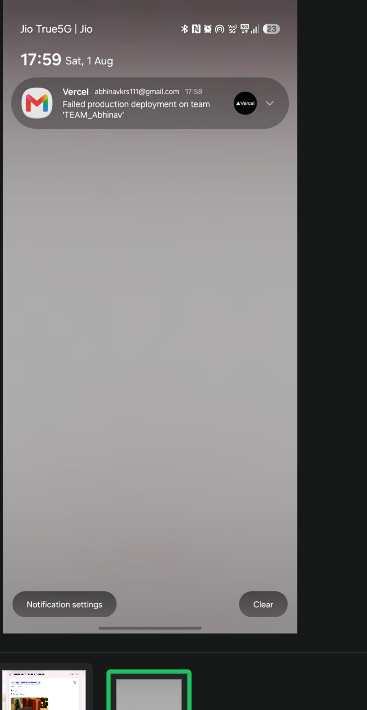 Jio True5G | Jio
23
17:59 Sat, 1 Aug
Vercel abhinavkrs111@gmail.com 17:58
Failed production deployment on team
'TEAM_Abhinav'
▲Vercel
Notification settings
Clear